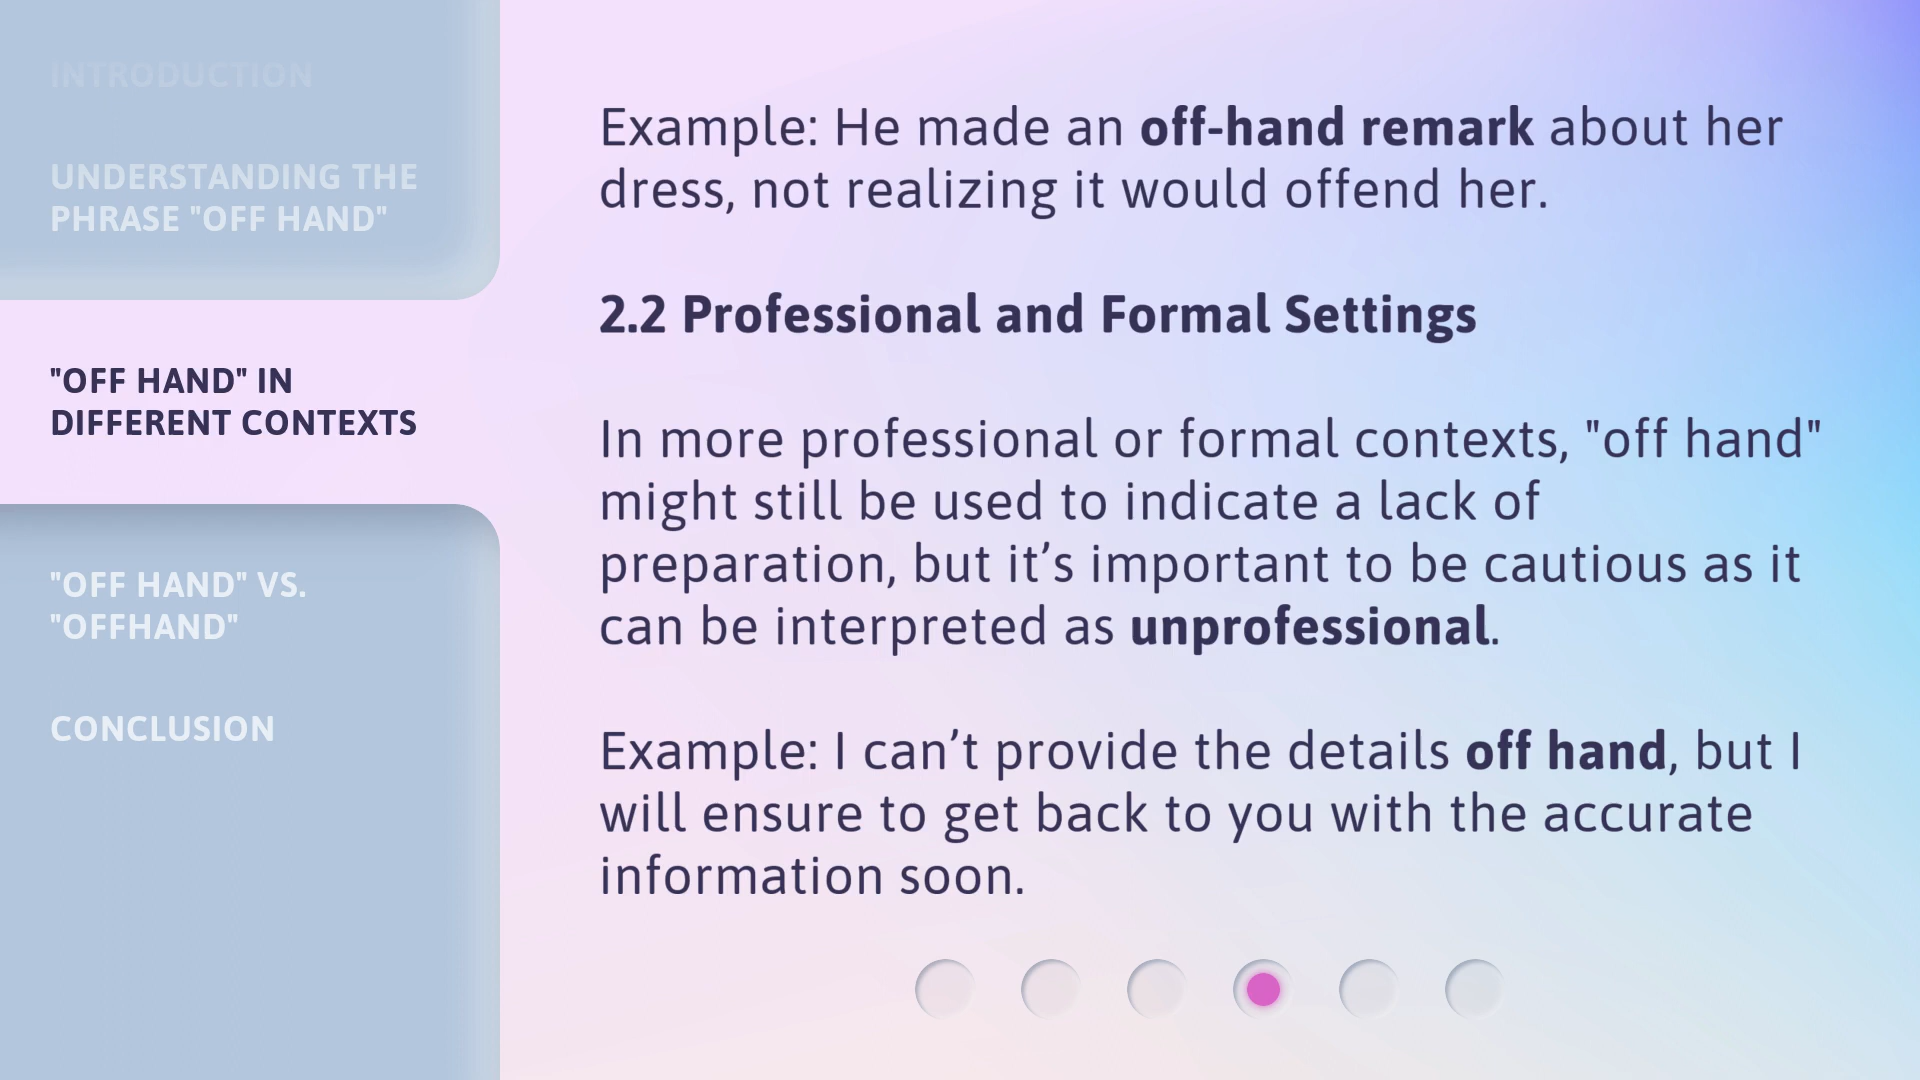 INTRODUCTION
UNDERSTANDING THE
PHRASE "OFF HAND"
"OFF HAND" IN
DIFFERENT CONTEXTS
"OFF HAND" VS.
"OFFHAND"
CONCLUSION
Example: He made an off-hand remark about her
dress, not realizing it would offend her.
2.2 Professional and Formal Settings
In more professional or formal contexts, "off hand"
might still be used to indicate a lack of
preparation, but it’s important to be cautious as it
can be interpreted as unprofessional.
Example: I can’t provide the details off hand, but I
will ensure to get back to you with the accurate
information soon.